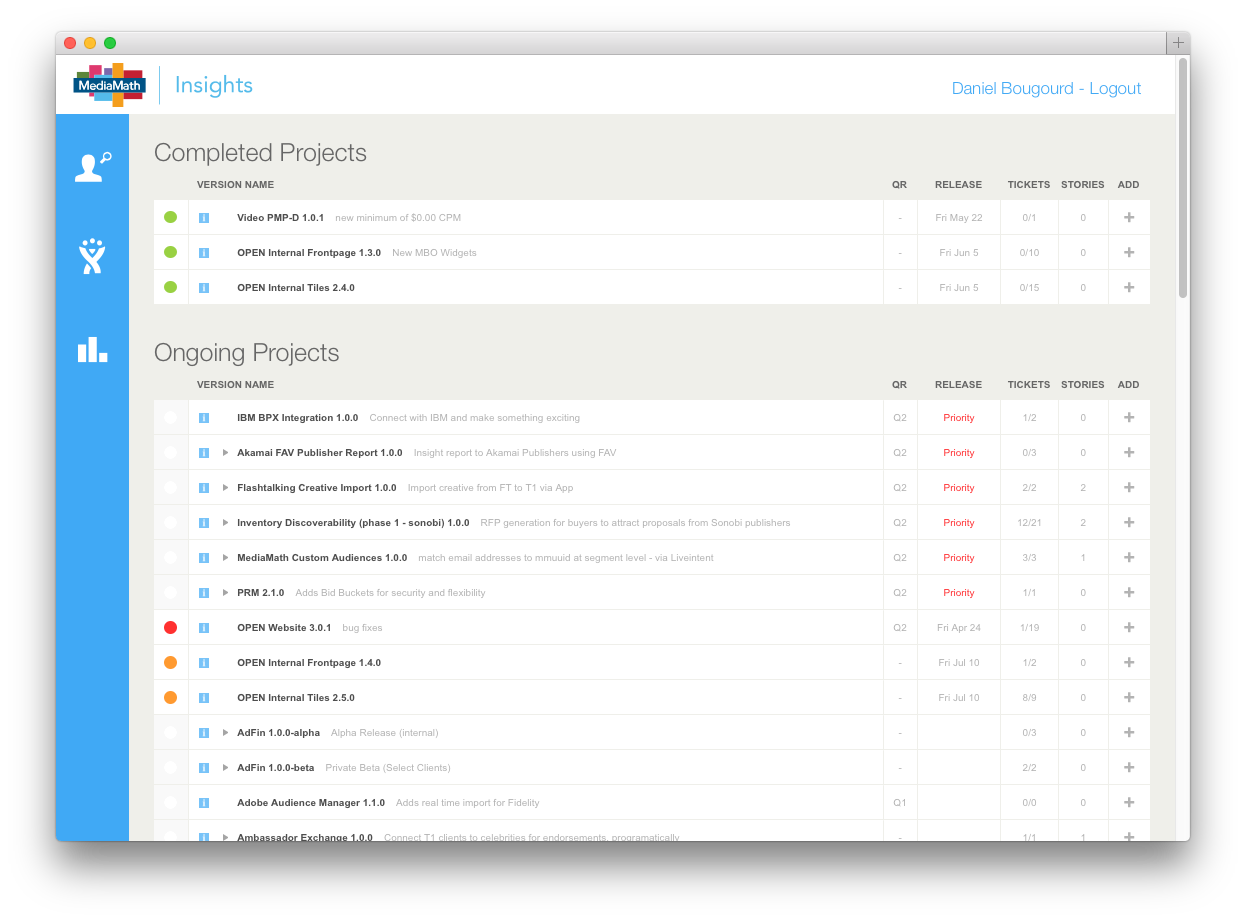 MediaMath
Insights
Daniel Bougourd - Logout
Completed Projects
VERSION NAME QR RELEASE TICKETS STORIES ADD
i Video PMP-D 1.0.1 new minimum of $0.00 CPM - Fri May 22 0/1 0 +
i OPEN Internal Frontpage 1.3.0 New MBO Widgets - Fri Jun 5 0/10 0 +
i OPEN Internal Tiles 2.4.0 - Fri Jun 5 0/15 0 +
Ongoing Projects
VERSION NAME QR RELEASE TICKETS STORIES ADD
i IBM BPX Integration 1.0.0 Connect with IBM and make something exciting Q2 Priority 1/2 0 +
i Akamai FAV Publisher Report 1.0.0 Insight report to Akamai Publishers using FAV Q2 Priority 0/3 0 +
i Flashtalking Creative Import 1.0.0 Import creative from FT to T1 via App Q2 Priority 2/2 2 +
i Inventory Discoverability (phase 1 - sonobi) 1.0.0 RFP generation for buyers to attract proposals from Sonobi publishers Q2 Priority 12/21 2 +
i MediaMath Custom Audiences 1.0.0 match email addresses to mmuuid at segment level - via Liveintent Q2 Priority 3/3 1 +
i PRM 2.1.0 Adds Bid Buckets for security and flexibility Q2 Priority 1/1 0 +
i OPEN Website 3.0.1 bug fixes Q2 Fri Apr 24 1/19 0 +
i OPEN Internal Frontpage 1.4.0 - Fri Jul 10 1/2 0 +
i OPEN Internal Tiles 2.5.0 - Fri Jul 10 8/9 0 +
i AdFin 1.0.0-alpha Alpha Release (internal) - 0/3 0 +
i AdFin 1.0.0-beta Private Beta (Select Clients) - 2/2 0 +
i Adobe Audience Manager 1.1.0 Adds real time import for Fidelity Q1 0/0 0 +
i Ambassador Exchange 1.0.0 Connect T1 clients to celebrities for endorsements, programatically - 1/1 1 +